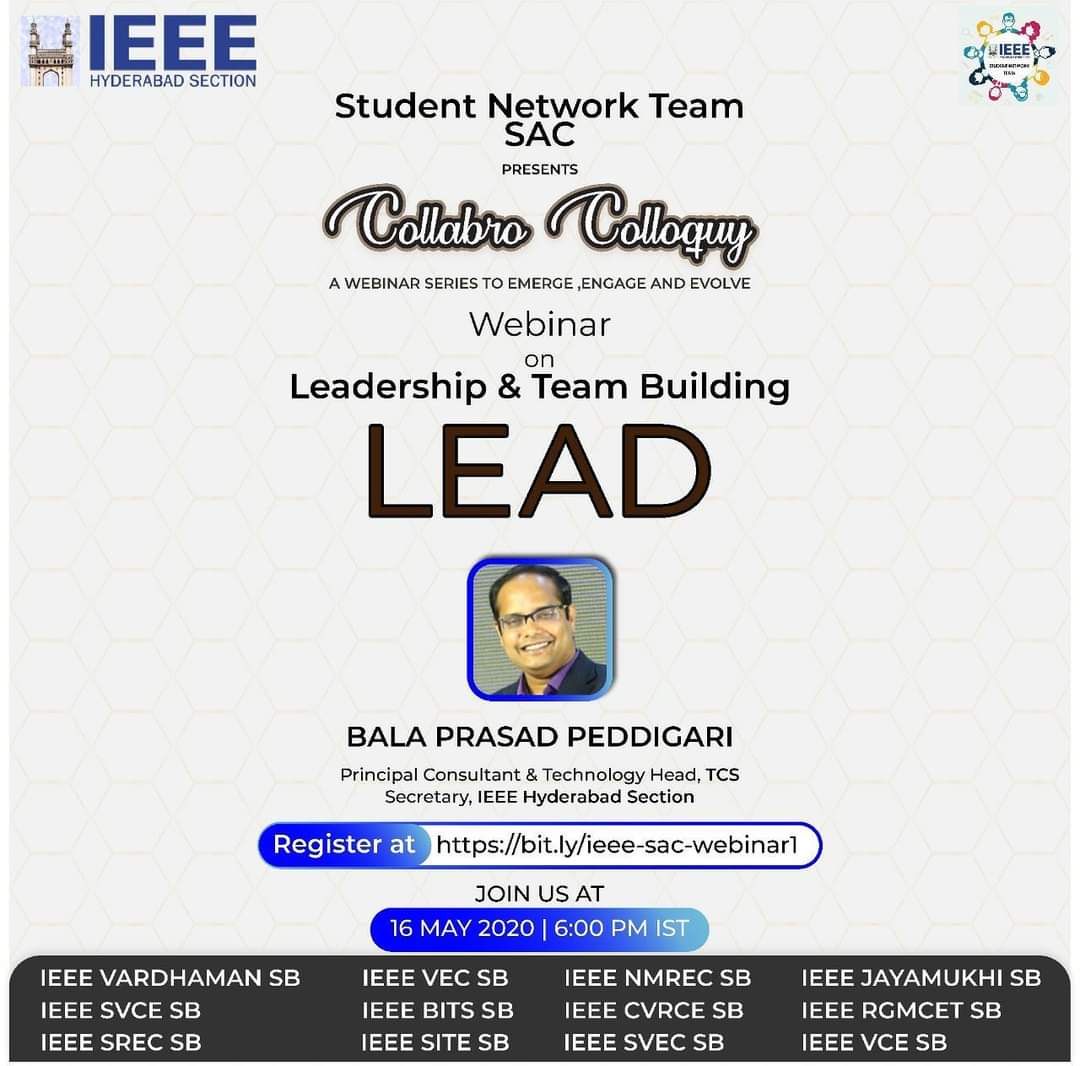 IEEE
HYDERABAD SECTION
IEEE
Student Network Team
SAC
PRESENTS
Collabro Colloquy
A WEBINAR SERIES TO EMERGE ,ENGAGE AND EVOLVE
Webinar
on
Leadership & Team Building
LEAD
BALA PRASAD PEDDIGARI
Principal Consultant & Technology Head, TCS
Secretary, IEEE Hyderabad Section
Register at https://bit.ly/ieee-sac-webinar1
JOIN US AT
16 MAY 2020 | 6:00 PM IST
IEEE VARDHAMAN SB IEEE VEC SB IEEE NMREC SB IEEE JAYAMUKHI SB
IEEE SVCE SB IEEE BITS SB IEEE CVRCE SB IEEE RGMCET SB
IEEE SREC SB IEEE SITE SB IEEE SVEC SB IEEE VCE SB